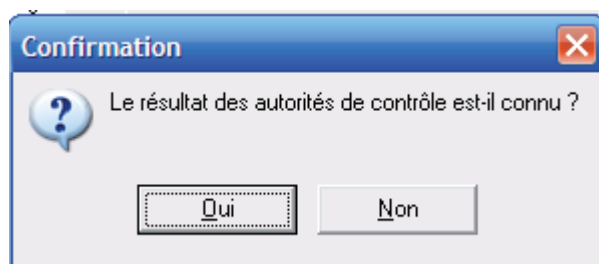 Confirmation
Le résultat des autorités de contrôle est-il connu ?
Oui
Non